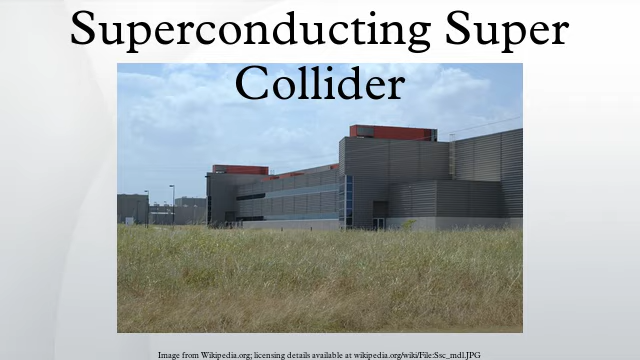 Superconducting Super
Collider
Image from Wikipedia.org; licensing details available at wikipedia.org/wiki/File:Ssc_mdl.JPG